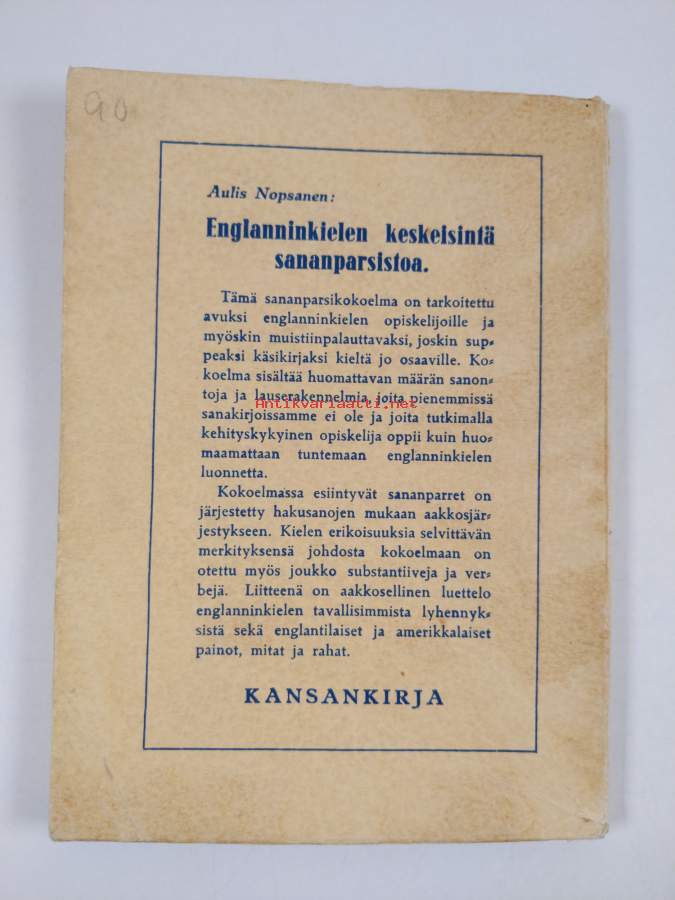 90
Aulis Nopsanen:
Englanninkielen keskeisintä
sananparsistoa.
Tämä sananparsikokoelma on tarkoitettu
avuksi englanninkielen opiskelijoille ja
myöskin muistiinpalauttavaksi, joskin sup-
peaksi käsikirjaksi kieltä jo osaaville. Ko-
koelma sisältää huomattavan määrän sanon-
toja ja lauserakennelmia, joita pienemmissä
Antikvariaatti.net
sanakirjoissamme ei ole ja joita tutkimalla
kehityskykyinen opiskelija oppii kuin huo-
maamattaan tuntemaan englanninkielen
luonnetta.
Kokoelmassa esiintyvät sananparret on
järjestetty hakusanojen mukaan aakkosjär-
jestykseen. Kielen erikoisuuksia selvittävän
merkityksensä johdosta kokoelmaan on
otettu myös joukko substantiiveja ja ver-
bejä. Liitteenä on aakkosellinen luettelo
englanninkielen tavallisimmista lyhennyk-
sistä sekä englantilaiset ja amerikkalaiset
painot, mitat ja rahat.
KANSANKIRJA